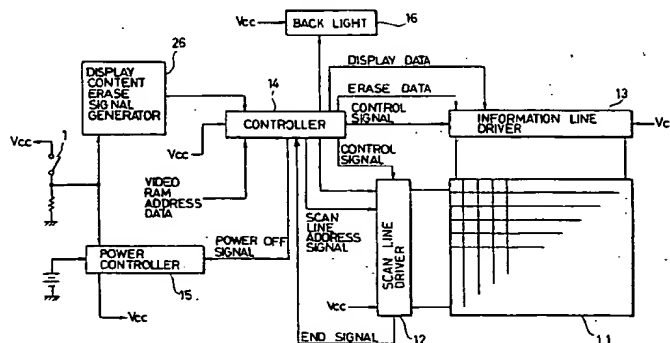 Vcc
BACK LIGHT
16
26
DISPLAY
CONTENT
ERASE
SIGNAL
GENERATOR
14
DISPLAY DATA
ERASE DATA
13
CONTROLLER
CONTROL
SIGNAL
INFORMATION LINE
DRIVER
Vc
Vcc
1
Vcc
CONTROL
SIGNAL
VIDEO
RAM
ADDRESS
DATA
POWER OFF
SIGNAL
SCAN
LINE
ADDRESS
SIGNAL
SCAN LINE
DRIVER
POWER
CONTROLLER
15
Vcc
Vcc
END SIGNAL
12
11